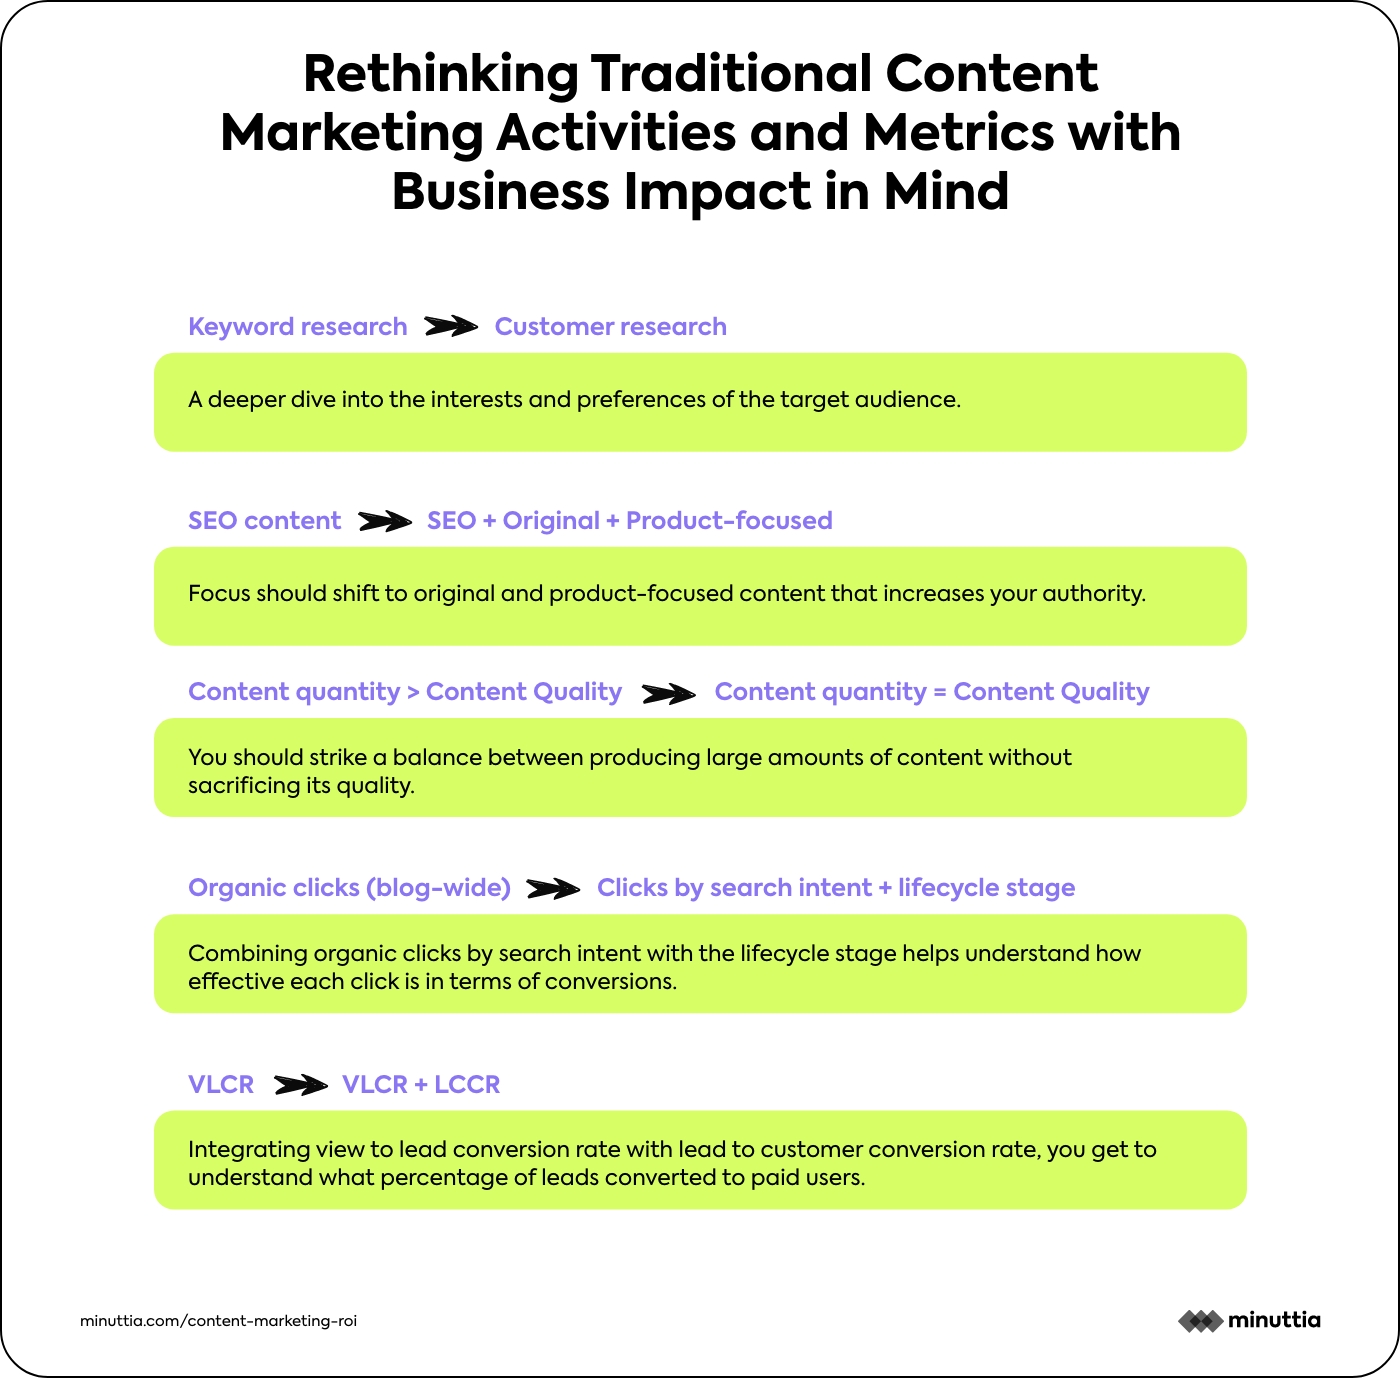 Rethinking Traditional Content
Marketing Activities and Metrics with
Business Impact in Mind
Keyword research Customer research
A deeper dive into the interests and preferences of the target audience.
SEO content SEO + Original + Product-focused
Focus should shift to original and product-focused content that increases your authority.
Content quantity > Content Quality Content quantity = Content Quality
You should strike a balance between producing large amounts of content without
sacrificing its quality.
Organic clicks (blog-wide) Clicks by search intent + lifecycle stage
Combining organic clicks by search intent with the lifecycle stage helps understand how
effective each click is in terms of conversions.
VLCR VLCR + LCCR
Integrating view to lead conversion rate with lead to customer conversion rate, you get to
understand what percentage of leads converted to paid users.
minuttia.com/content-marketing-roi minuttia